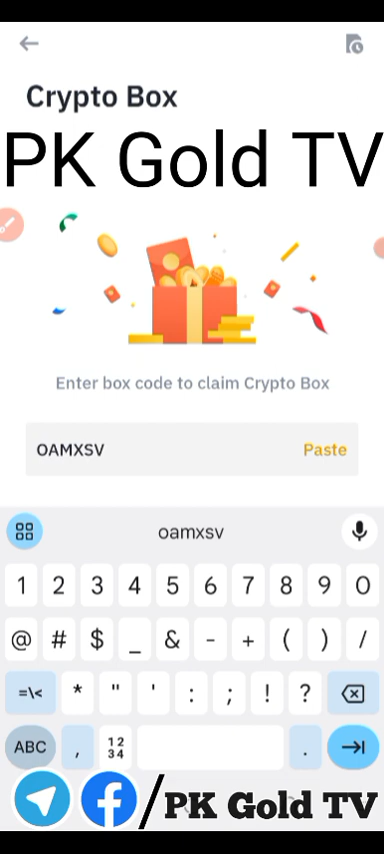 Crypto Box
PK Gold TV
Enter box code to claim Crypto Box
OAMXSV Paste
oamxsv
1 2 3 4 5 6 7 8 9 0
@ # $ _ & - + ( ) /
=\< * " ' : ; ! ?
ABC , 12 34 .
/PK Gold TV